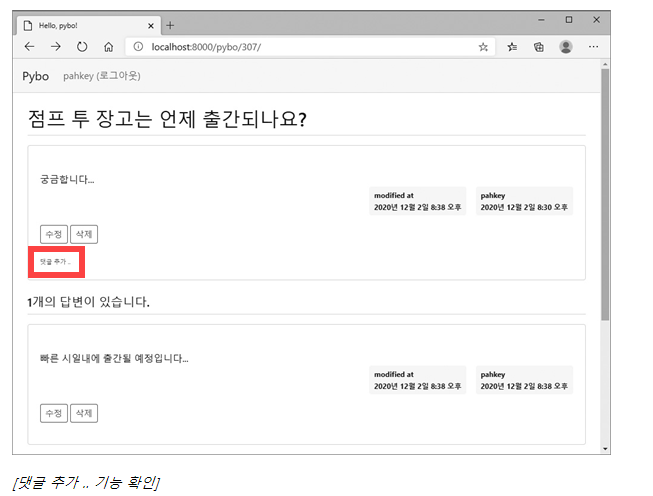 Hello, pybo!
localhost:8000/pybo/307/
Pybo pahkey (로그아웃)
점프 투 장고는 언제 출간되나요?
궁금합니다...
modified at
2020년 12월 2일 8:38 오후
pahkey
2020년 12월 2일 8:30 오후
수정 삭제
댓글 추가 ..
1개의 답변이 있습니다.
빠른 시일내에 출간될 예정입니다...
modified at
2020년 12월 2일 8:38 오후
pahkey
2020년 12월 2일 8:38 오후
수정 삭제
[댓글 추가 .. 기능 확인]